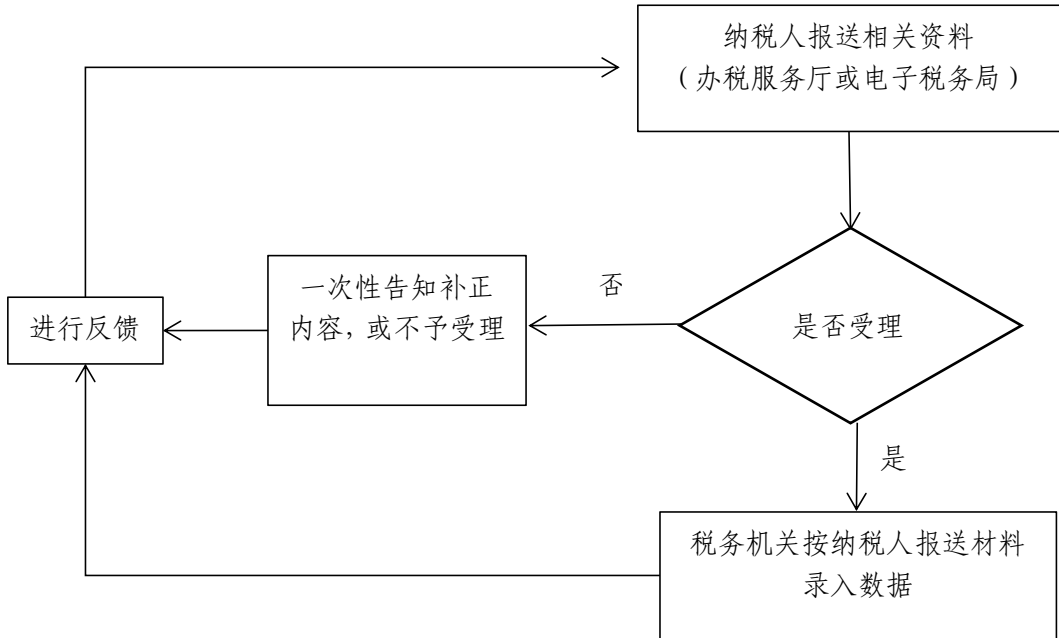 纳税人报送相关资料
（办税服务厅或电子税务局）
一次性告知补正
内容，或不予受理
否
进行反馈
是否受理
是
税务机关按纳税人报送材料
录入数据